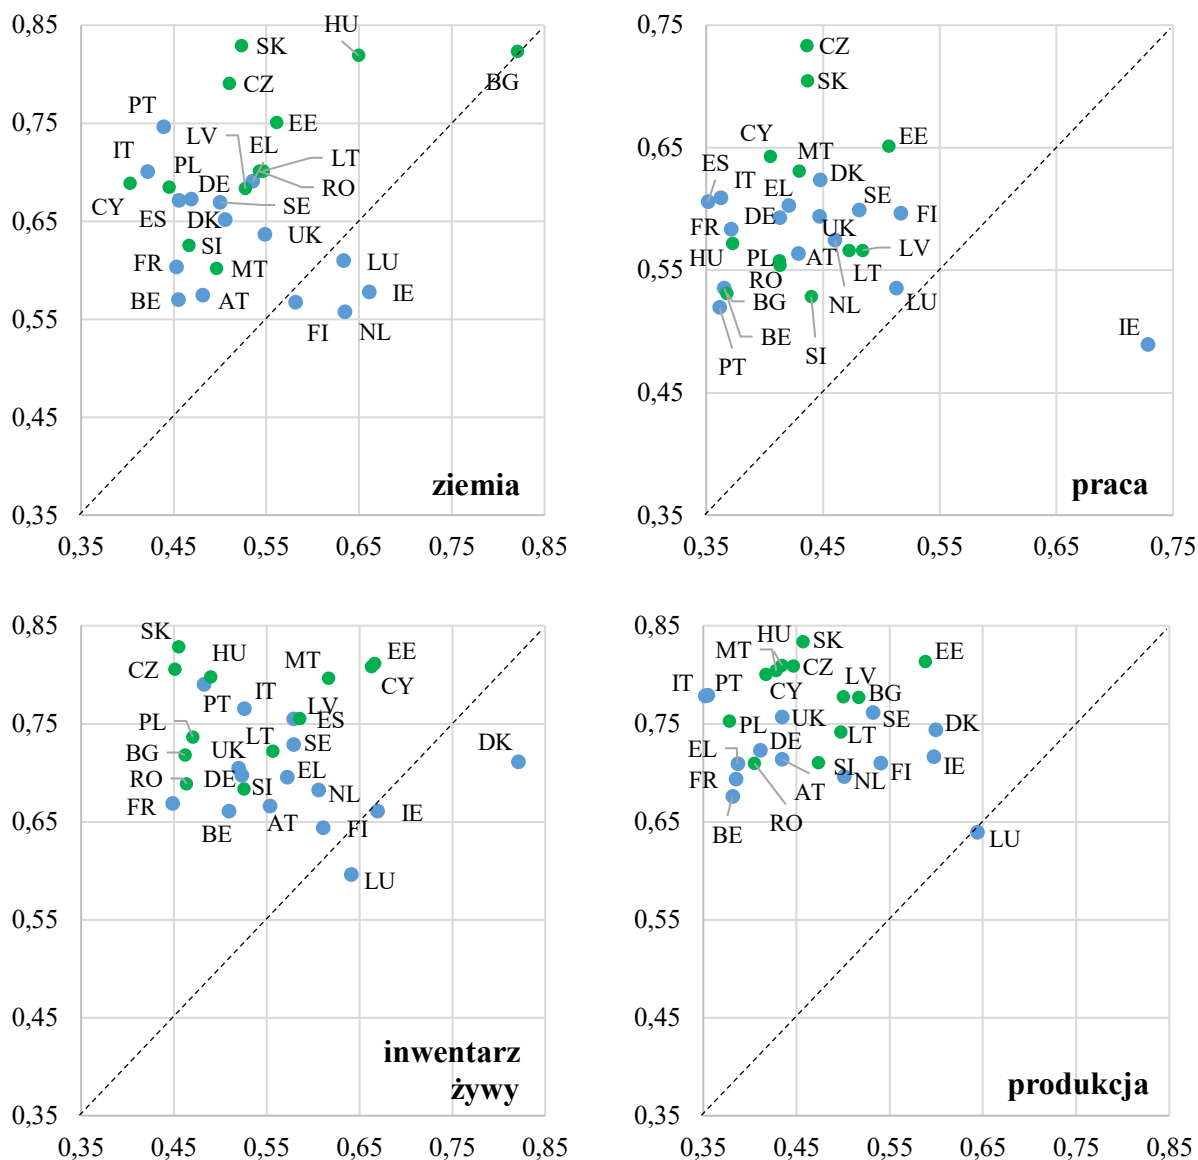 0,85
0,75
0,65
0,55
0,45
0,35
0,35 0,45 0,55 0,65 0,75 0,85
HU
SK
CZ
BG
PT
LV
EE
EL
IT
PL
LT
DE
RO
CY
ES
DK
SE
SI
UK
FR
MT
LU
BE
AT
IE
FI
NL
ziemia
0,75
0,65
0,55
0,45
0,35
0,35 0,45 0,55 0,65 0,75
CZ
SK
EE
CY
MT
ES
IT
EL
DK
SE
DE
FI
FR
UK
HU
PL
AT
LV
RO
LT
BG
NL
LU
BE
IE
PT
SI
praca
0,85
0,75
0,65
0,55
0,45
0,35
0,35 0,45 0,55 0,65 0,75 0,85
SK
HU
CZ
MT
EE
CY
PT
IT
LV
PL
ES
BG
UK
LT
SE
DK
RO
DE
SI
EL
NL
FR
BE
AT
FI
IE
LU
inwentarz
żywy
0,85
0,75
0,65
0,55
0,45
0,35
0,35 0,45 0,55 0,65 0,75 0,85
HU
SK
MT
CZ
EE
IT
PT
CY
LV
BG
PL
UK
SE
DK
EL
DE
LT
FR
SI
FI
IE
AT
NL
BE
RO
LU
produkcja